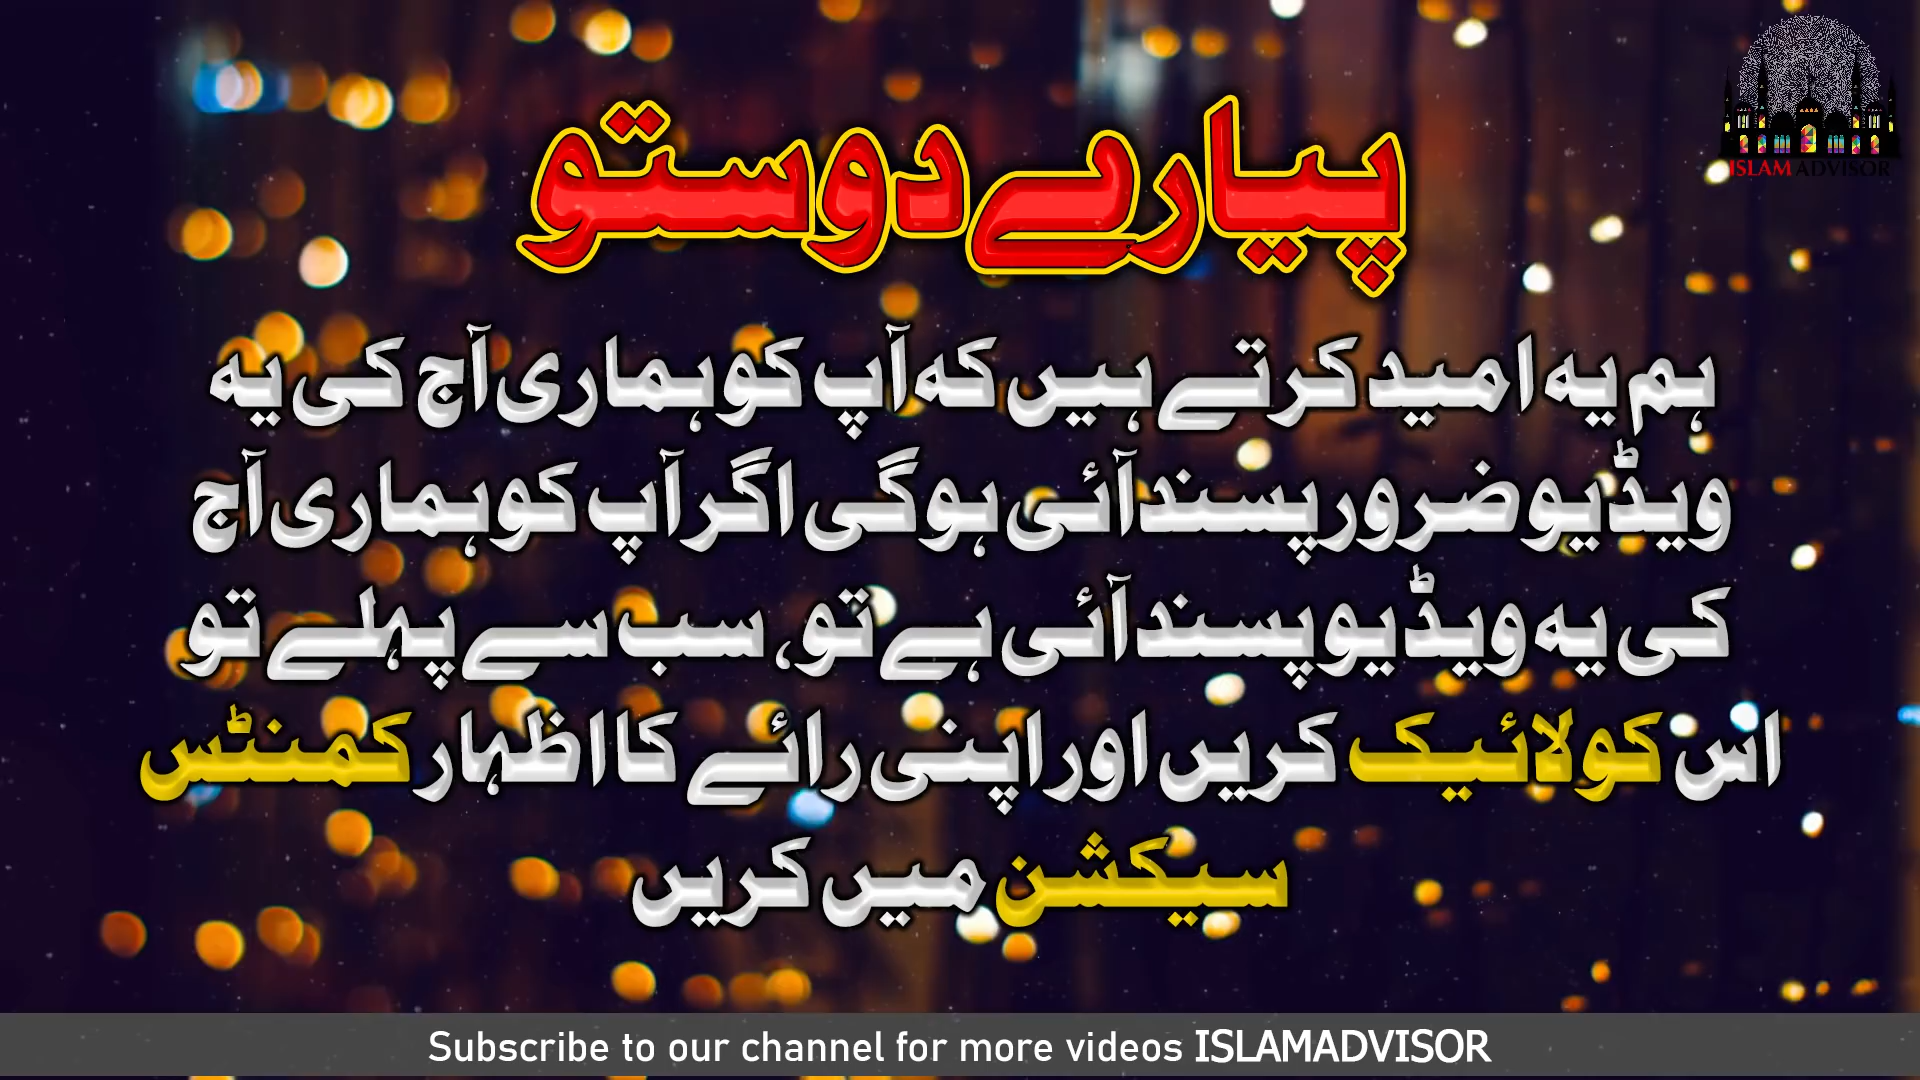 ISLAM ADVISOR
پیارے دوستو
ہم یہ امید کرتے ہیں کہ آپ کو ہماری آج کی یہ
ویڈیو ضرور پسند آئی ہوگی اگر آپ کو ہماری آج
کی یہ ویڈیو پسند آئی ہے تو، سب سے پہلے تو
اس کو لائیک کریں اور اپنی رائے کا اظہار کمنٹس
سیکشن میں کریں
Subscribe to our channel for more videos ISLAMADVISOR